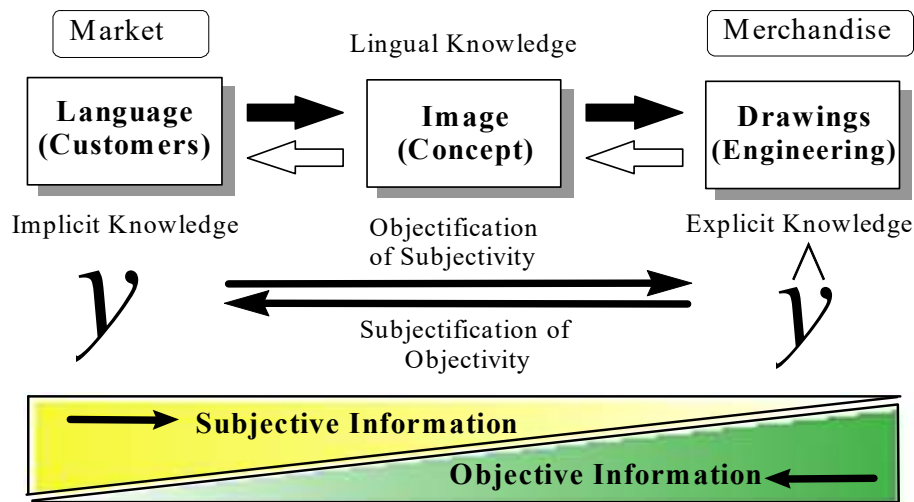 Market
Lingual Knowledge
Merchandise
Language
(Customers)
Image
(Concept)
Drawings
(Engineering)
Implicit Knowledge
Objectification
of Subjectivity
Explicit Knowledge
y
ŷ
Subjectification of
Objectivity
Subjective Information
Objective Information